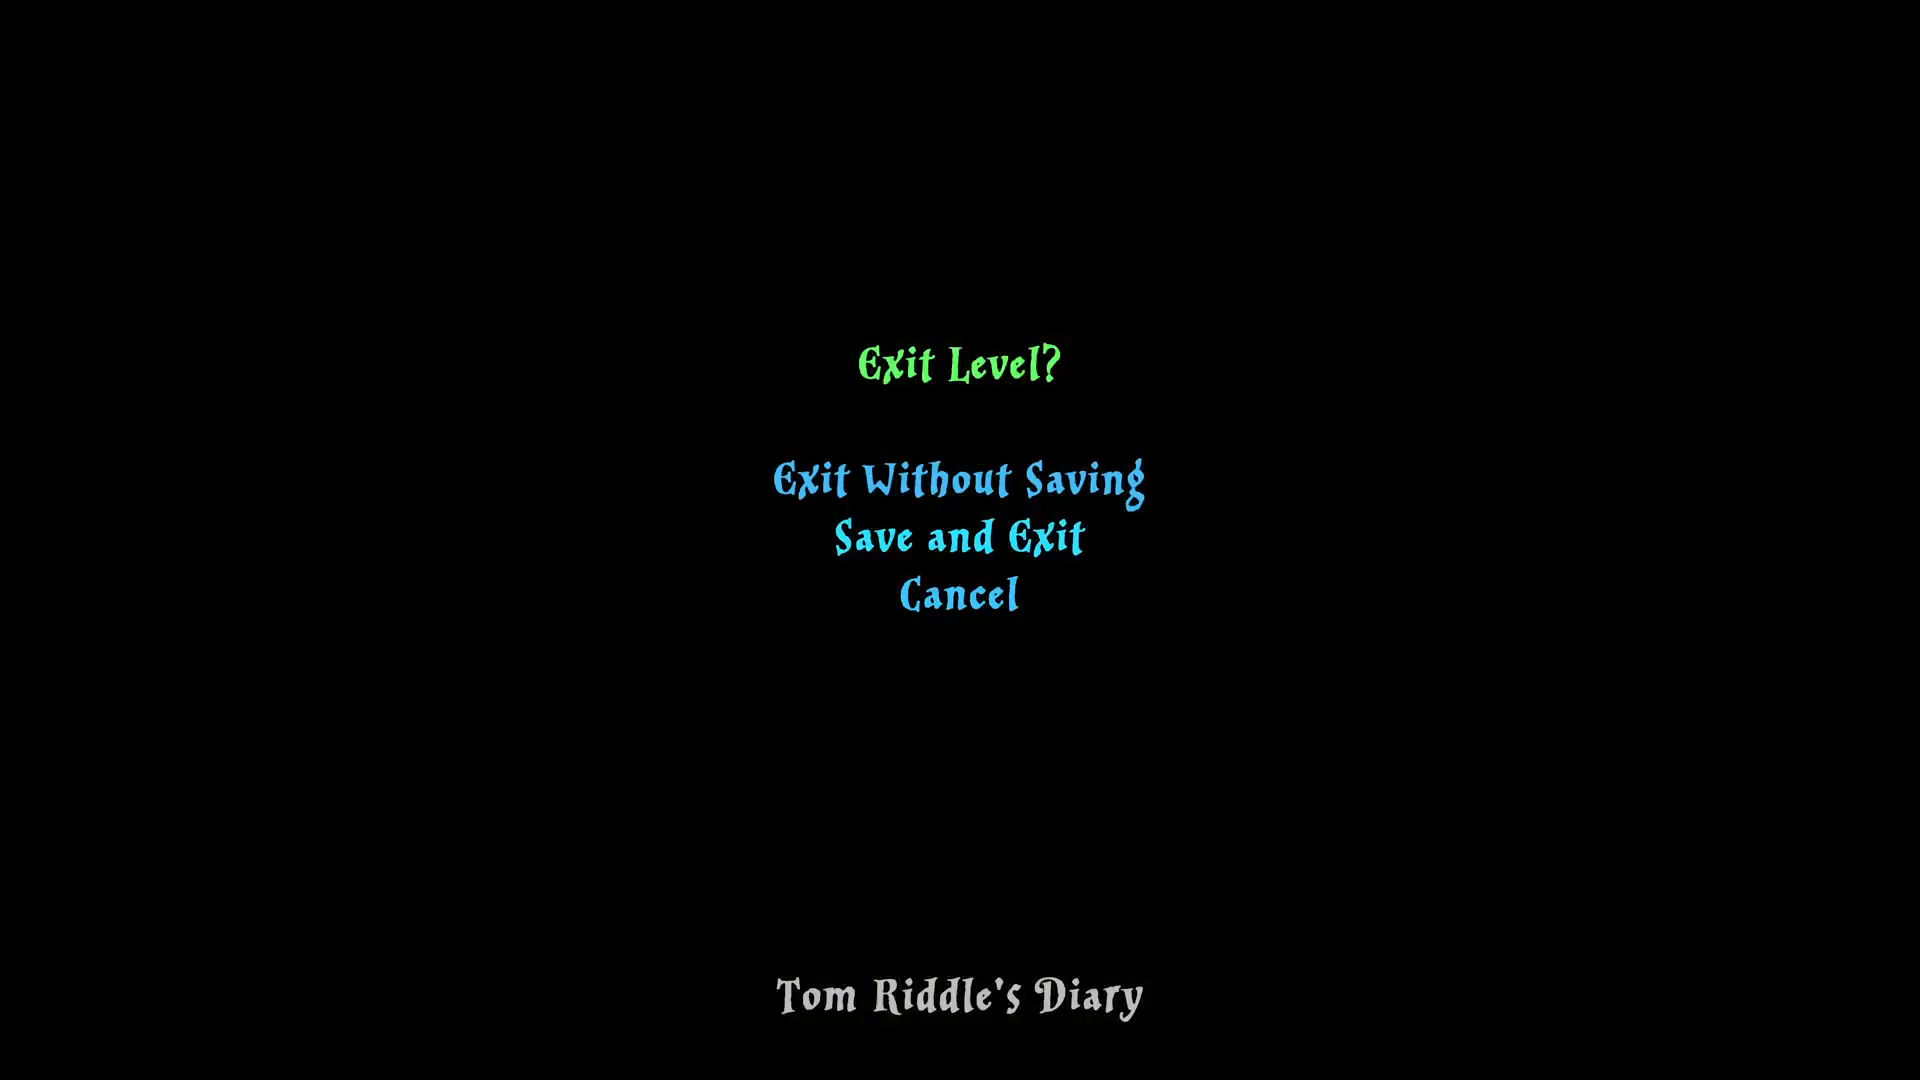 Exit Level?
Exit Without Saving
Save and Exit
Cancel
Tom Riddle's Diary